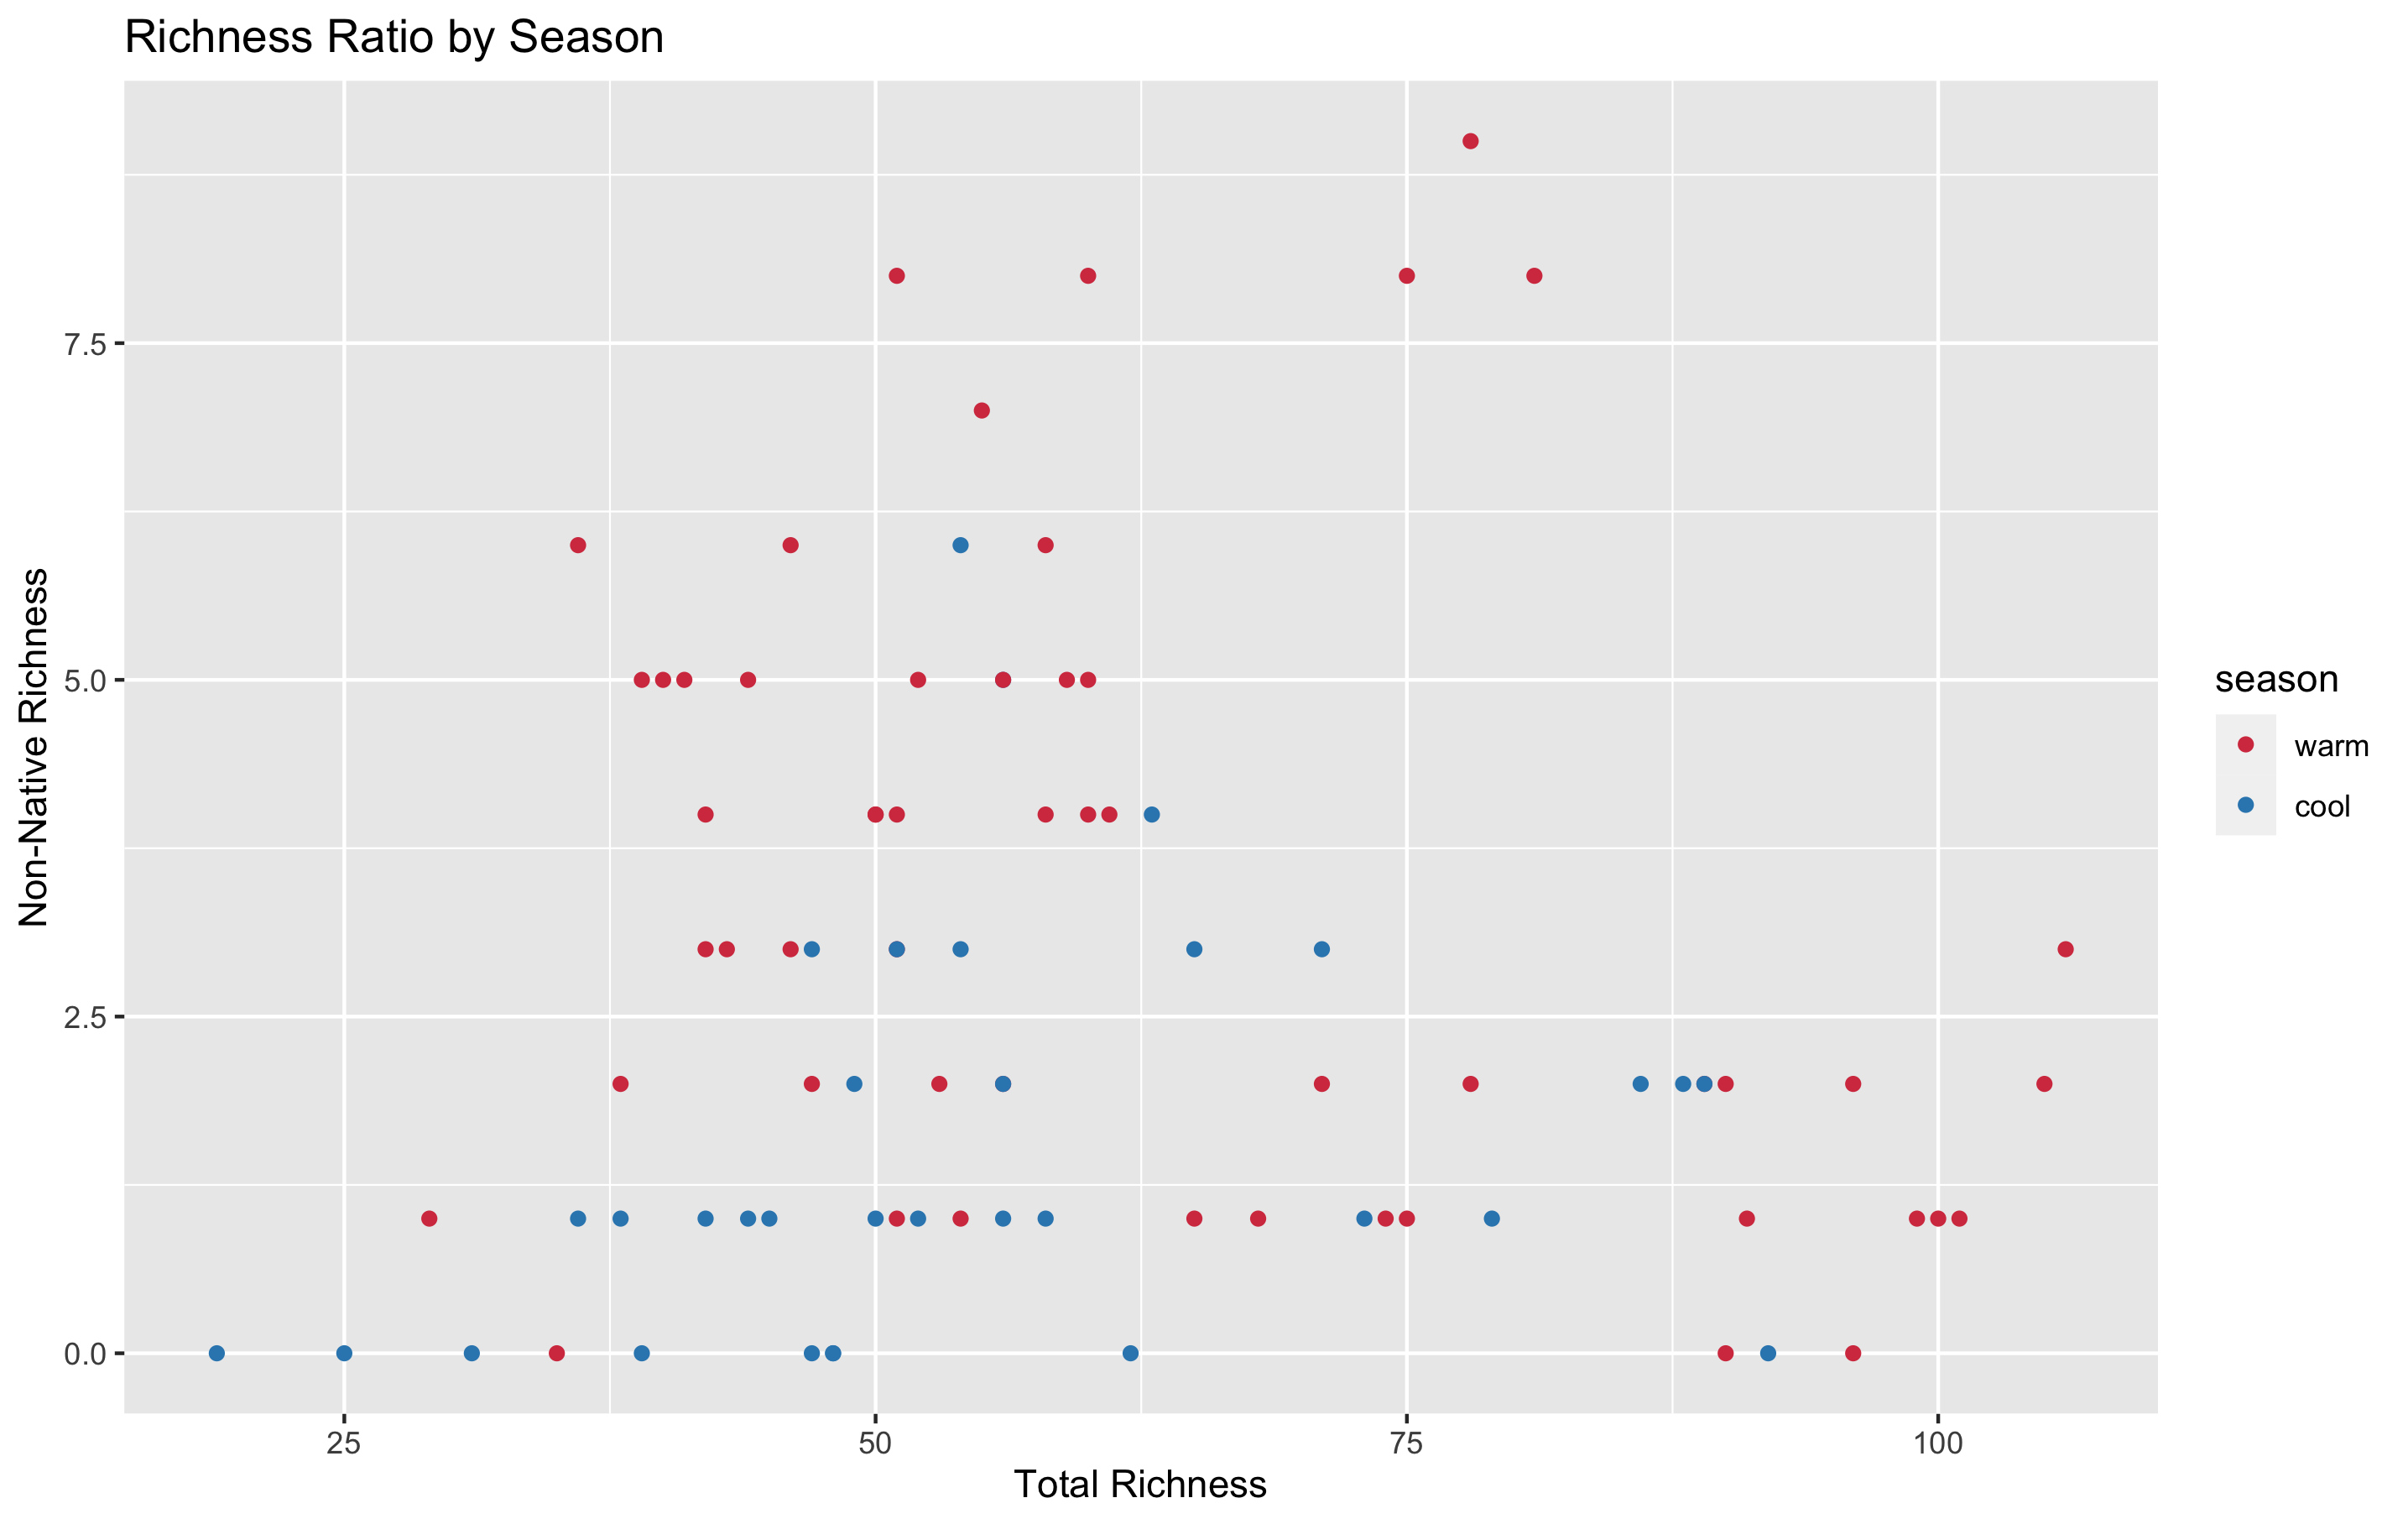 Richness Ratio by Season
Non-Native Richness
7.5
5.0
2.5
0.0
25
50
75
100
Total Richness
season
warm
cool